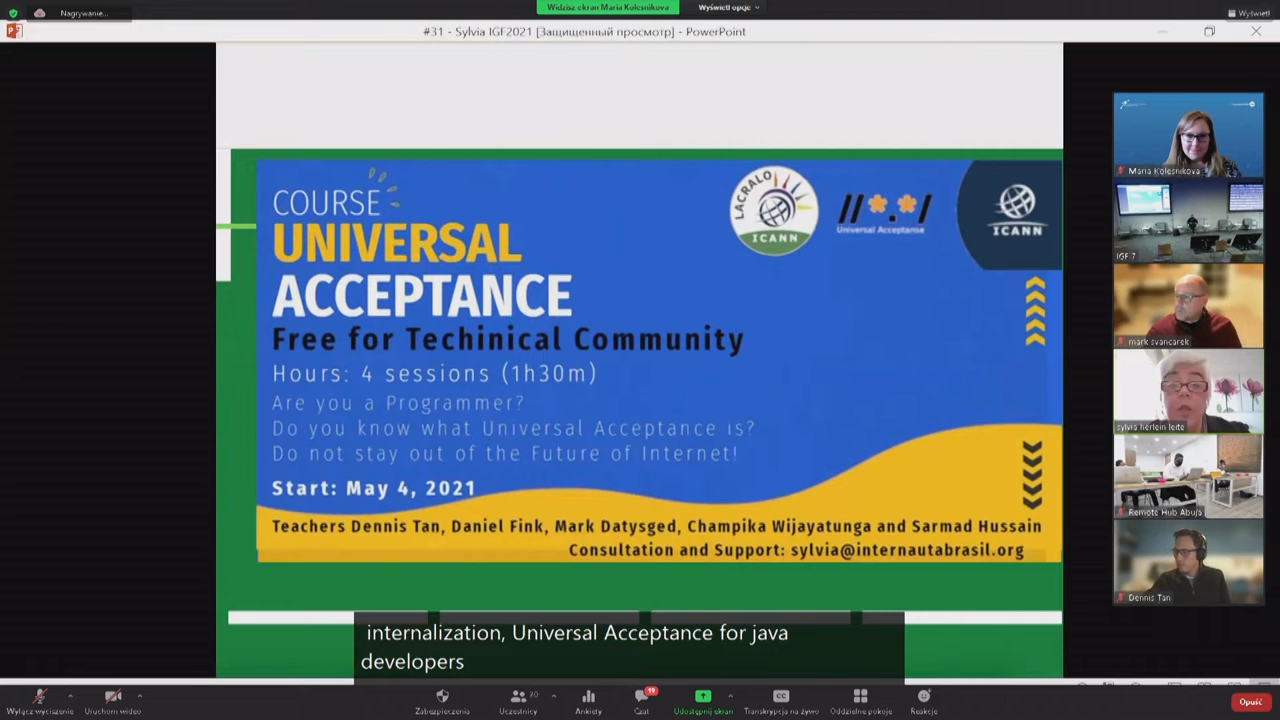 Nagrywanie...
Widzisz ekran Maria Kolesnikova
Wyświetl opcje
Wyświetl
#31 - Sylvia IGF2021 [Защищенный просмотр] - PowerPoint
COURSE
UNIVERSAL
ACCEPTANCE
Free for Techinical Community
Hours: 4 sessions (1h30m)
Are you a Programmer?
Do you know what Universal Acceptance is?
Do not stay out of the Future of Internet!
Start: May 4, 2021
Teachers Dennis Tan, Daniel Fink, Mark Datysged, Champika Wijayatunga and Sarmad Hussain
Consultation and Support: sylvia@internautabrasil.org
LACRALO
ICANN
//*.*/
Universal Acceptance
ICANN
Maria Kolesnikova
IGF 7
mark svancarek
sylvia herlein leite
Remote Hub Abuja
Dennis Tan
internalization, Universal Acceptance for java
developers
Wyłącz wyciszenie
Uruchom wideo
Zabezpieczenia
Uczestnicy
70
Ankiety
Czat
Udostępnij ekran
CC
Transkrypcja na żywo
Oddzielne pokoje
Reakcje
Opuść